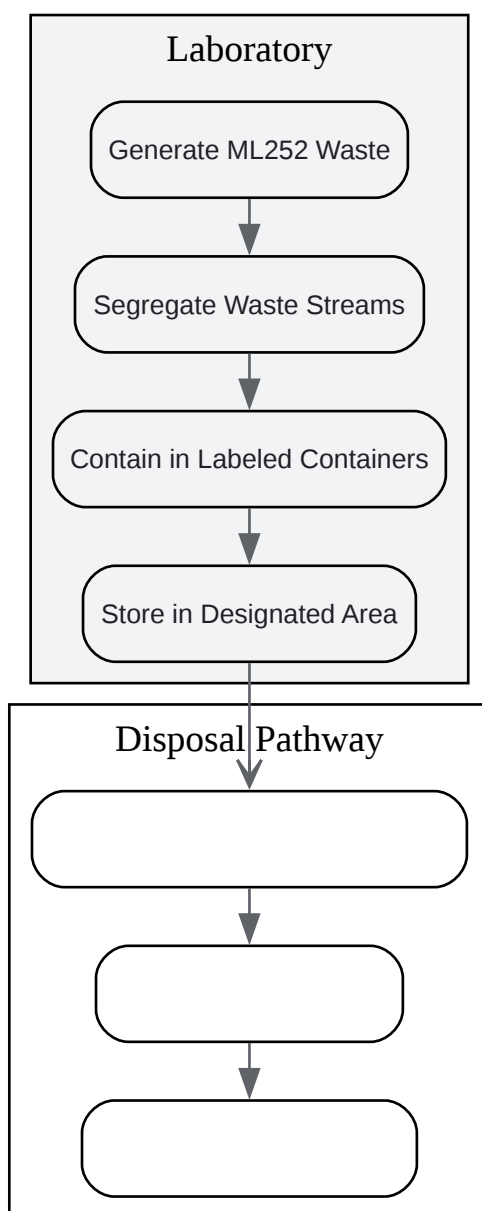 Laboratory
Generate ML252 Waste
Segregate Waste Streams
Contain in Labeled Containers
Store in Designated Area
Disposal Pathway